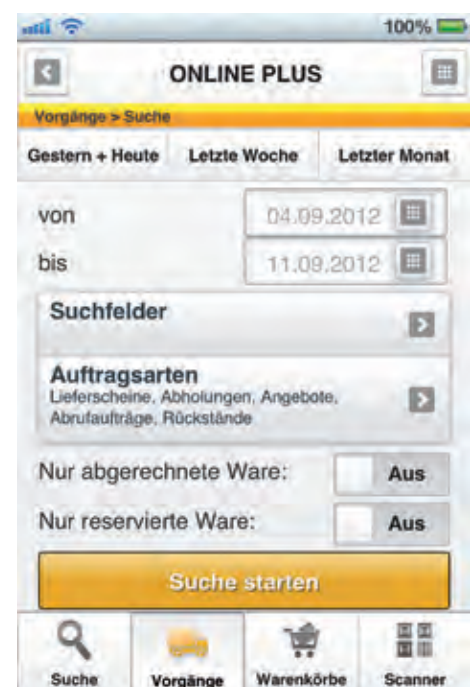 100%
ONLINE PLUS
Vorgänge > Suche
Gestern + Heute Letzte Woche Letzter Monat
von 04.09.2012
bis 11.09.2012
Suchfelder
Auftragsarten
Lieferscheine, Abholungen, Angebote,
Abrufaufträge, Rückstände
Nur abgerechnete Ware: Aus
Nur reservierte Ware: Aus
Suche starten
Suche Vorgänge Warenkörbe Scanner